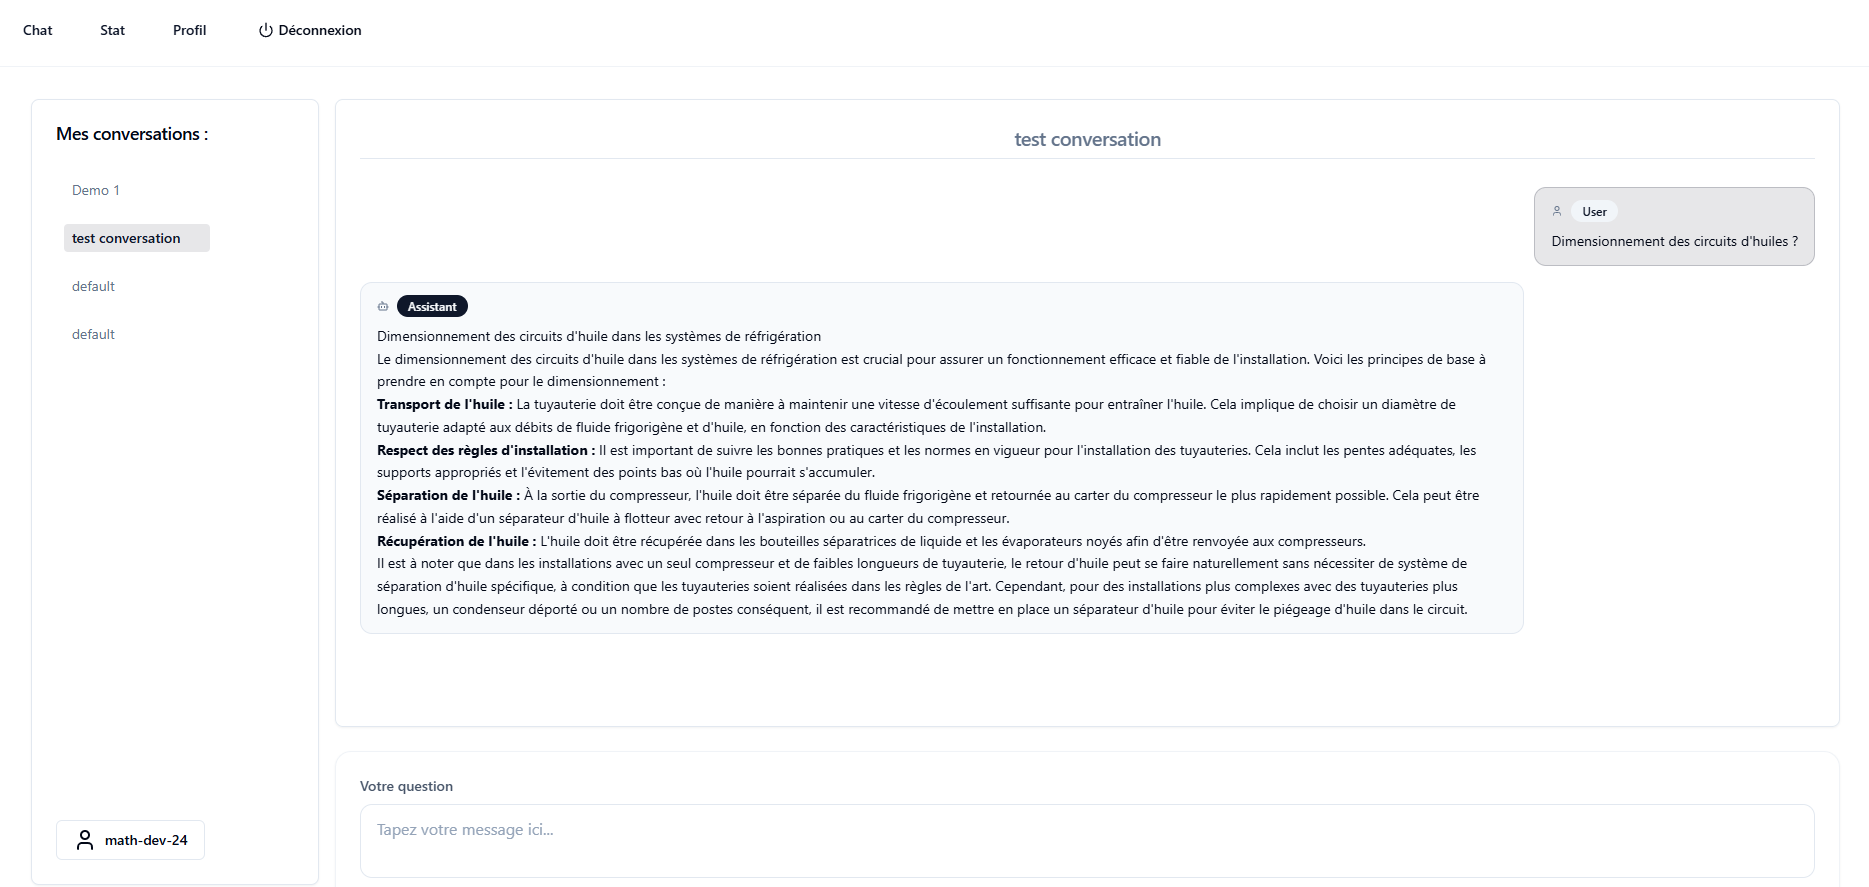 Chat
Stat
Profil
Déconnexion
Mes conversations :
Demo 1
test conversation
default
default
math-dev-24
test conversation
User
Dimensionnement des circuits d'huiles ?
Assistant
Dimensionnement des circuits d'huile dans les systèmes de réfrigération
Le dimensionnement des circuits d'huile dans les systèmes de réfrigération est crucial pour assurer un fonctionnement efficace et fiable de l'installation. Voici les principes de base à
prendre en compte pour le dimensionnement :
Transport de l'huile : La tuyauterie doit être conçue de manière à maintenir une vitesse d'écoulement suffisante pour entraîner l'huile. Cela implique de choisir un diamètre de
tuyauterie adapté aux débits de fluide frigorigène et d'huile, en fonction des caractéristiques de l'installation.
Respect des règles d'installation : Il est important de suivre les bonnes pratiques et les normes en vigueur pour l'installation des tuyauteries. Cela inclut les pentes adéquates, les
supports appropriés et l'évitement des points bas où l'huile pourrait s'accumuler.
Séparation de l'huile : À la sortie du compresseur, l'huile doit être séparée du fluide frigorigène et retournée au carter du compresseur le plus rapidement possible. Cela peut être
réalisé à l'aide d'un séparateur d'huile à flotteur avec retour à l'aspiration ou au carter du compresseur.
Récupération de l'huile : L'huile doit être récupérée dans les bouteilles séparatrices de liquide et les évaporateurs noyés afin d'être renvoyée aux compresseurs.
Il est à noter que dans les installations avec un seul compresseur et de faibles longueurs de tuyauterie, le retour d'huile peut se faire naturellement sans nécessiter de système de
séparation d'huile spécifique, à condition que les tuyauteries soient réalisées dans les règles de l'art. Cependant, pour des installations plus complexes avec des tuyauteries plus
longues, un condenseur déporté ou un nombre de postes conséquent, il est recommandé de mettre en place un séparateur d'huile pour éviter le piégeage d'huile dans le circuit.
Votre question
Tapez votre message ici...